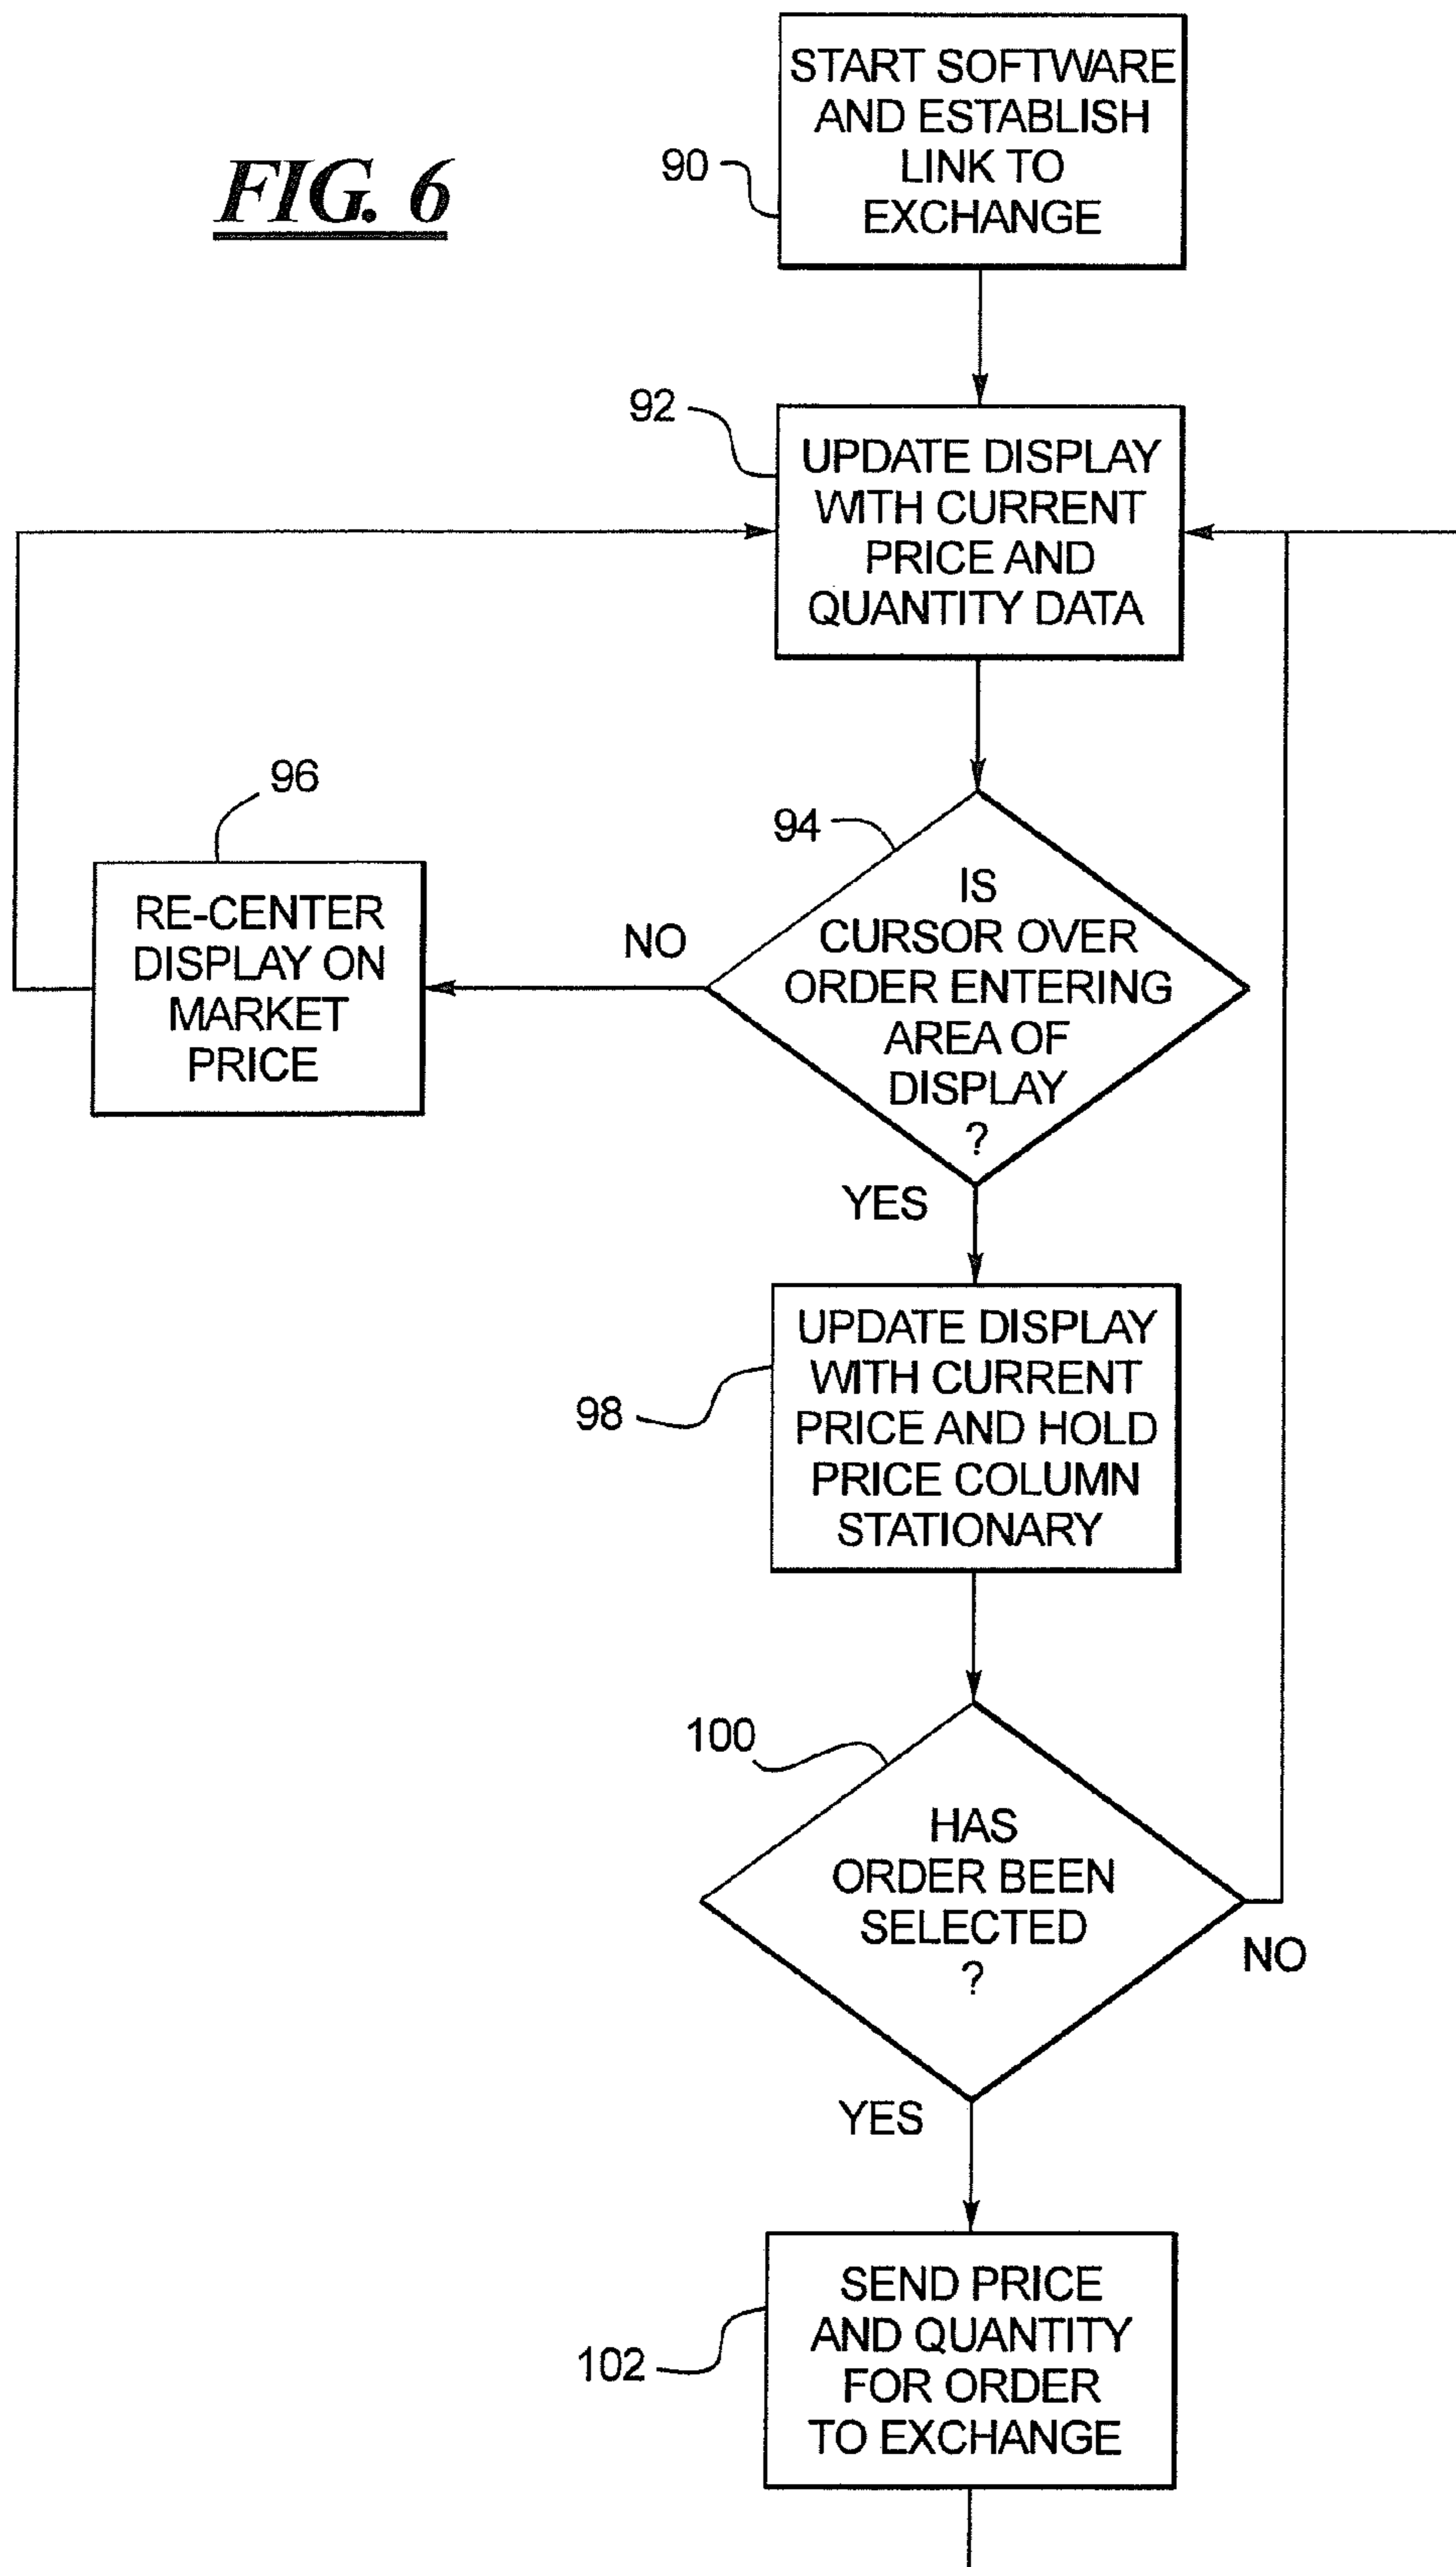 FIG. 6
90
START SOFTWARE
AND ESTABLISH
LINK TO
EXCHANGE
92
UPDATE DISPLAY
WITH CURRENT
PRICE AND
QUANTITY DATA
94
IS
CURSOR OVER
ORDER ENTERING
AREA OF
DISPLAY
?
NO
96
RE-CENTER
DISPLAY ON
MARKET
PRICE
YES
98
UPDATE DISPLAY
WITH CURRENT
PRICE AND HOLD
PRICE COLUMN
STATIONARY
100
HAS
ORDER BEEN
SELECTED
?
NO
YES
102
SEND PRICE
AND QUANTITY
FOR ORDER
TO EXCHANGE